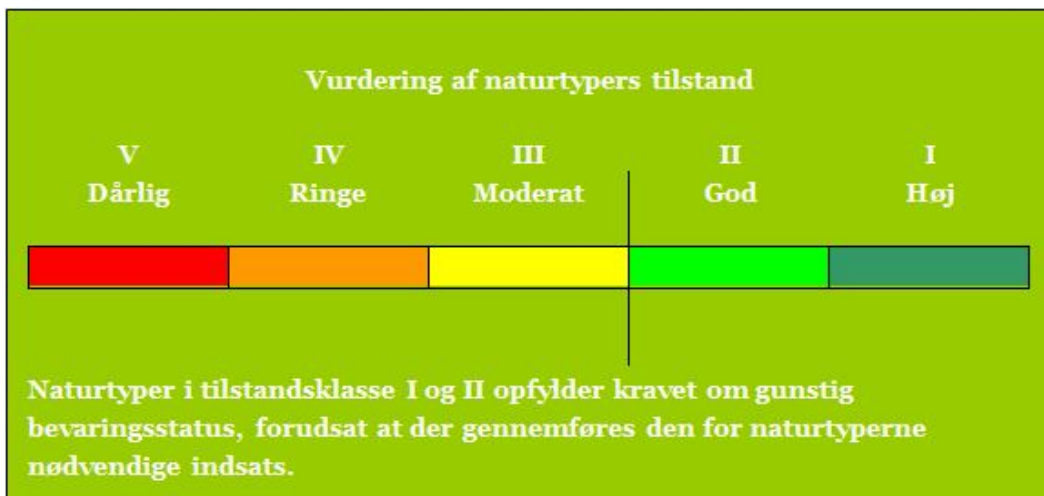 Vurdering af naturtypers tilstand
V IV III II I
Dårlig Ringe Moderat God Høj
Naturtyper i tilstandsklasse I og II opfylder kravet om gunstig
bevaringsstatus, forudsat at der gennemføres den for naturtyperne
nødvendige indsats.